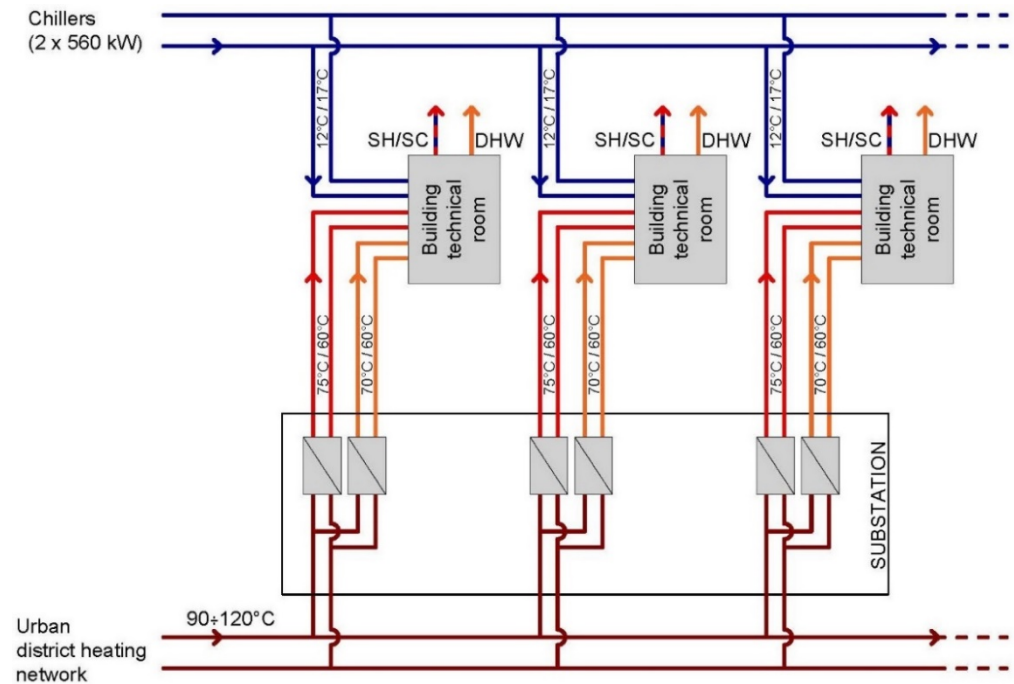 Chillers
(2 x 560 kW)
12°C / 17°C
12°C / 17°C
12°C / 17°C
SH/SC
DHW
SH/SC
DHW
SH/SC
DHW
Building
technical
room
Building
technical
room
Building
technical
room
75°C / 60°C
70°C / 60°C
75°C / 60°C
70°C / 60°C
75°C / 60°C
70°C / 60°C
SUBSTATION
90÷120°C
Urban
district heating
network